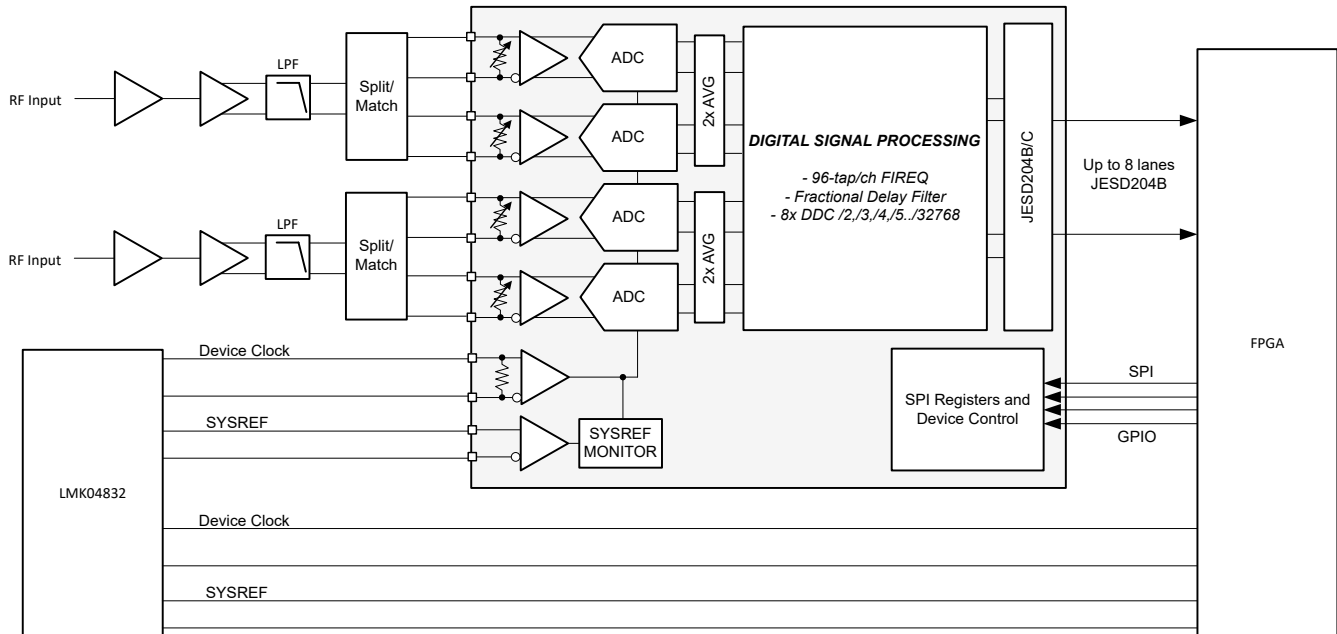 RF Input
LPF
Split/
Match
ADC
ADC
2x AVG
RF Input
LPF
Split/
Match
ADC
ADC
2x AVG
DIGITAL SIGNAL PROCESSING
- 96-tap/ch FIREQ
- Fractional Delay Filter
- 8x DDC /2,/3,/4,/5../32768
JESD204B/C
Up to 8 lanes
JESD204B
FPGA
Device Clock
SYSREF
SYSREF
MONITOR
SPI Registers and
Device Control
SPI
GPIO
LMK04832
Device Clock
SYSREF